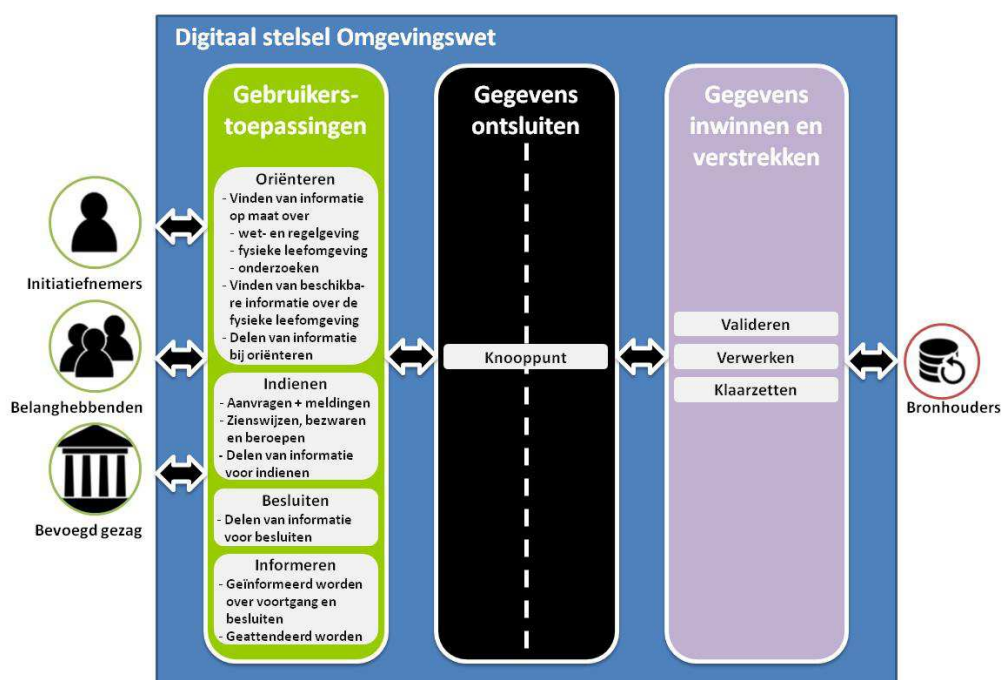 Digitaal stelsel Omgevingswet
Gebruikers-
toepassingen
Oriënteren
- Vinden van informatie
op maat over
- wet- en regelgeving
- fysieke leefomgeving
- onderzoeken
- Vinden van beschikba-
re informatie over de
fysieke leefomgeving
- Delen van informatie
bij oriënteren
Indienen
- Aanvragen + meldingen
- Zienswijzen, bezwaren
en beroepen
- Delen van informatie
voor indienen
Besluiten
- Delen van informatie
voor besluiten
Informeren
- Geïnformeerd worden
over voortgang en
besluiten
- Geattendeerd worden
Gegevens
ontsluiten
Knooppunt
Gegevens
inwinnen en
verstrekken
Valideren
Verwerken
Klaarzetten
Initiatiefnemers
Belanghebbenden
Bevoegd gezag
Bronhouders